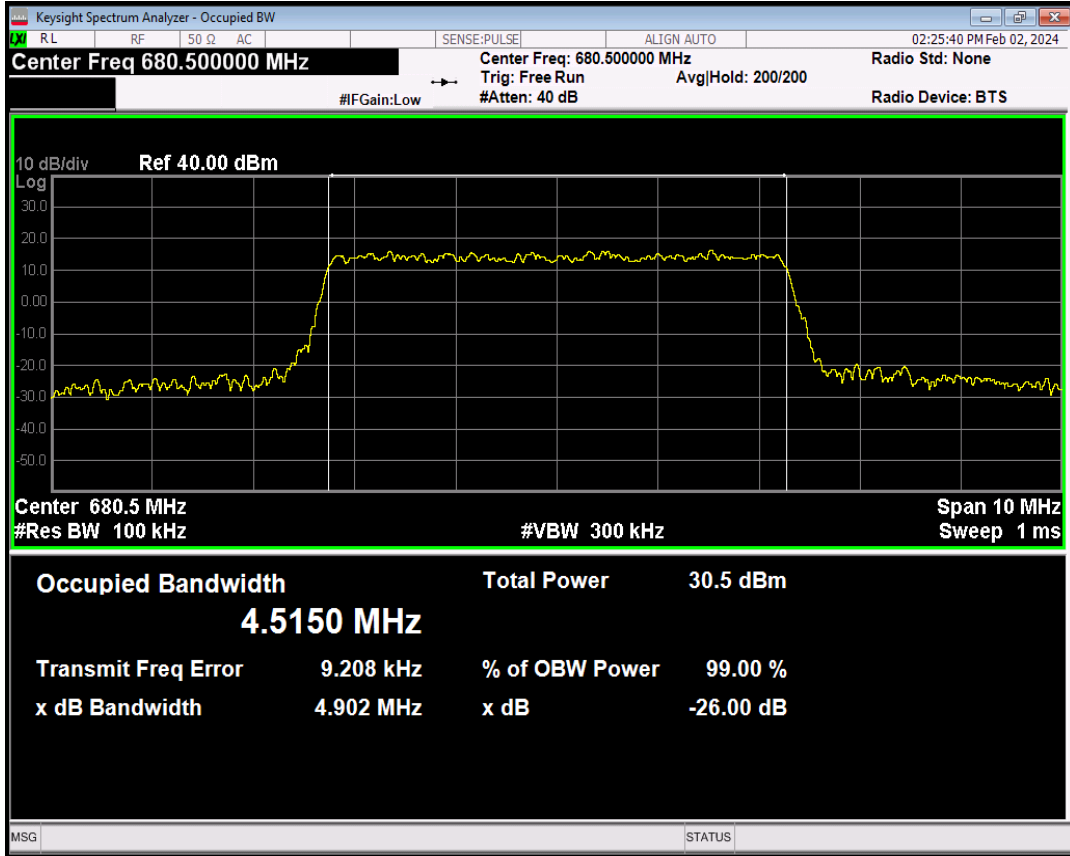 Keysight Spectrum Analyzer - Occupied BW
LXI RL RF 50 Ω AC SENSE:PULSE ALIGN AUTO 02:25:40 PM Feb 02, 2024
Center Freq 680.500000 MHz Center Freq: 680.500000 MHz Radio Std: None
Trig: Free Run Avg|Hold: 200/200
#IFGain:Low #Atten: 40 dB Radio Device: BTS
10 dB/div Ref 40.00 dBm
Log
30.0
20.0
10.0
0.00
-10.0
-20.0
-30.0
-40.0
-50.0
Center 680.5 MHz Span 10 MHz
#Res BW 100 kHz #VBW 300 kHz Sweep 1 ms
Occupied Bandwidth Total Power 30.5 dBm
4.5150 MHz
Transmit Freq Error 9.208 kHz % of OBW Power 99.00 %
x dB Bandwidth 4.902 MHz x dB -26.00 dB
MSG STATUS